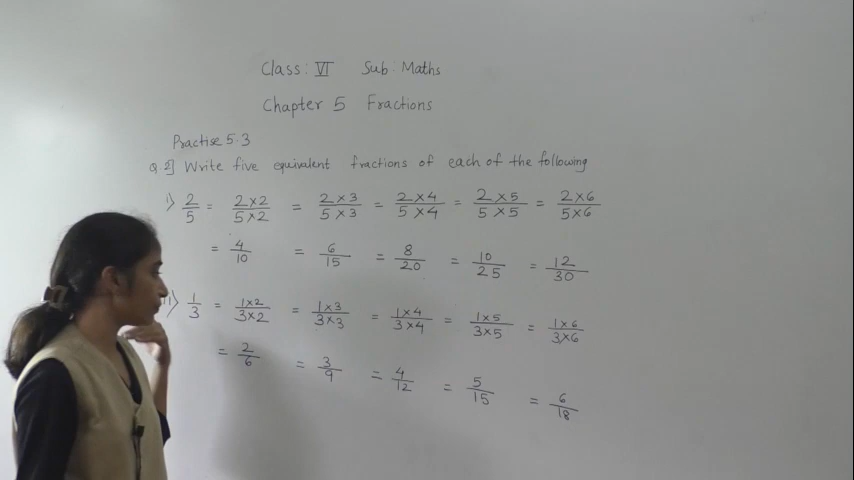 Class: VI Sub: Maths
Chapter 5 Fractions
Practise 5.3
Q.2] Write five equivalent fractions of each of the following
i) 2/5 = 2×2/5×2 = 2×3/5×3 = 2×4/5×4 = 2×5/5×5 = 2×6/5×6
= 4/10 = 6/15 = 8/20 = 10/25 = 12/30
1/3 = 1×2/3×2 = 1×3/3×3 = 1×4/3×4 = 1×5/3×5 = 1×6/3×6
= 2/6 = 3/9 = 4/12 = 5/15 = 6/18